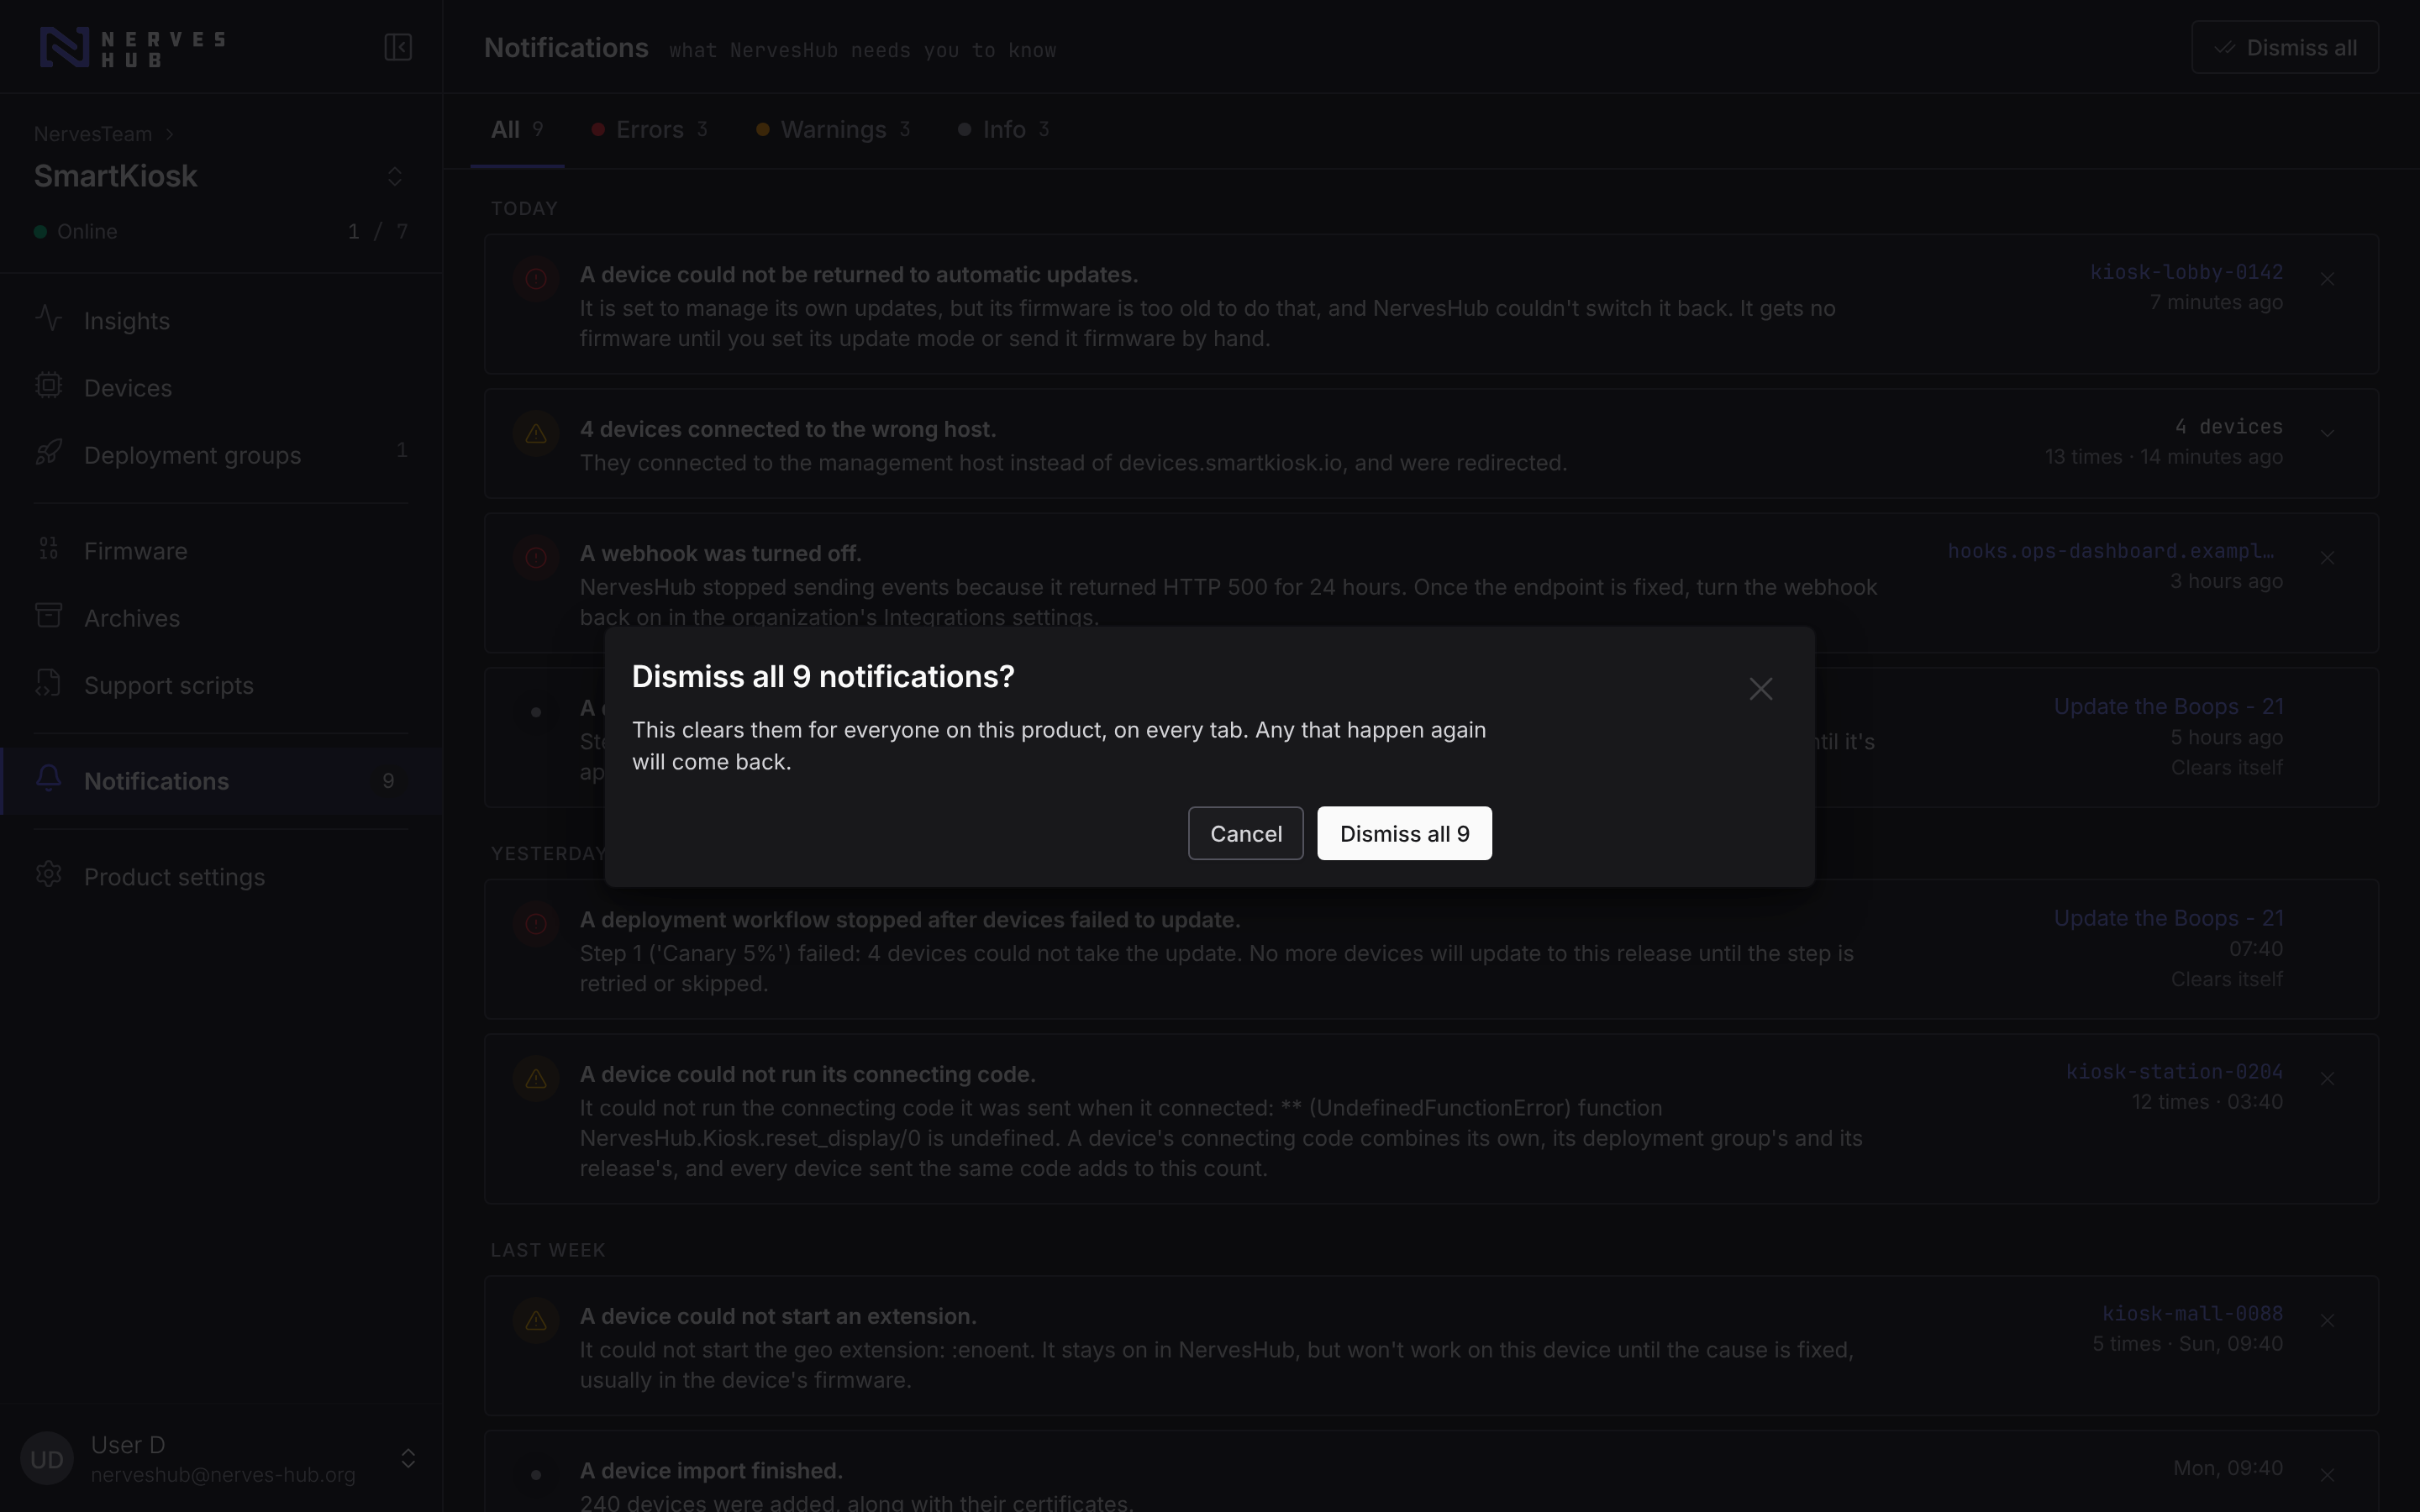 NERVES
HUB
Notifications what NervesHub needs you to know
Dismiss all
NervesTeam
SmartKiosk
Online 1 / 7
Insights
Devices
Deployment groups 1
01
10
Firmware
Archives
Support scripts
Notifications 9
Product settings
UD
User D
nerveshub@nerves-hub.org
All 9 Errors 3 Warnings 3 Info 3
TODAY
A device could not be returned to automatic updates.
It is set to manage its own updates, but its firmware is too old to do that, and NervesHub couldn't switch it back. It gets no
firmware until you set its update mode or send it firmware by hand.
kiosk-lobby-0142
7 minutes ago
4 devices connected to the wrong host.
They connected to the management host instead of devices.smartkiosk.io, and were redirected.
4 devices
13 times · 14 minutes ago
A webhook was turned off.
NervesHub stopped sending events because it returned HTTP 500 for 24 hours. Once the endpoint is fixed, turn the webhook
back on in the organization's Integrations settings.
hooks.ops-dashboard.exampl…
3 hours ago
Dismiss all 9 notifications?
This clears them for everyone on this product, on every tab. Any that happen again
will come back.
Cancel
Dismiss all 9
A
it's
Update the Boops - 21
5 hours ago
Clears itself
YESTERDAY
A deployment workflow stopped after devices failed to update.
Step 1 ('Canary 5%') failed: 4 devices could not take the update. No more devices will update to this release until the step is
retried or skipped.
Update the Boops - 21
07:40
Clears itself
A device could not run its connecting code.
It could not run the connecting code it was sent when it connected: ** (UndefinedFunctionError) function
NervesHub.Kiosk.reset_display/0 is undefined. A device's connecting code combines its own, its deployment group's and its
release's, and every device sent the same code adds to this count.
kiosk-station-0204
12 times · 03:40
LAST WEEK
A device could not start an extension.
It could not start the geo extension: :enoent. It stays on in NervesHub, but won't work on this device until the cause is fixed,
usually in the device's firmware.
kiosk-mall-0088
5 times · Sun, 09:40
A device import finished.
240 devices were added, along with their certificates.
Mon, 09:40